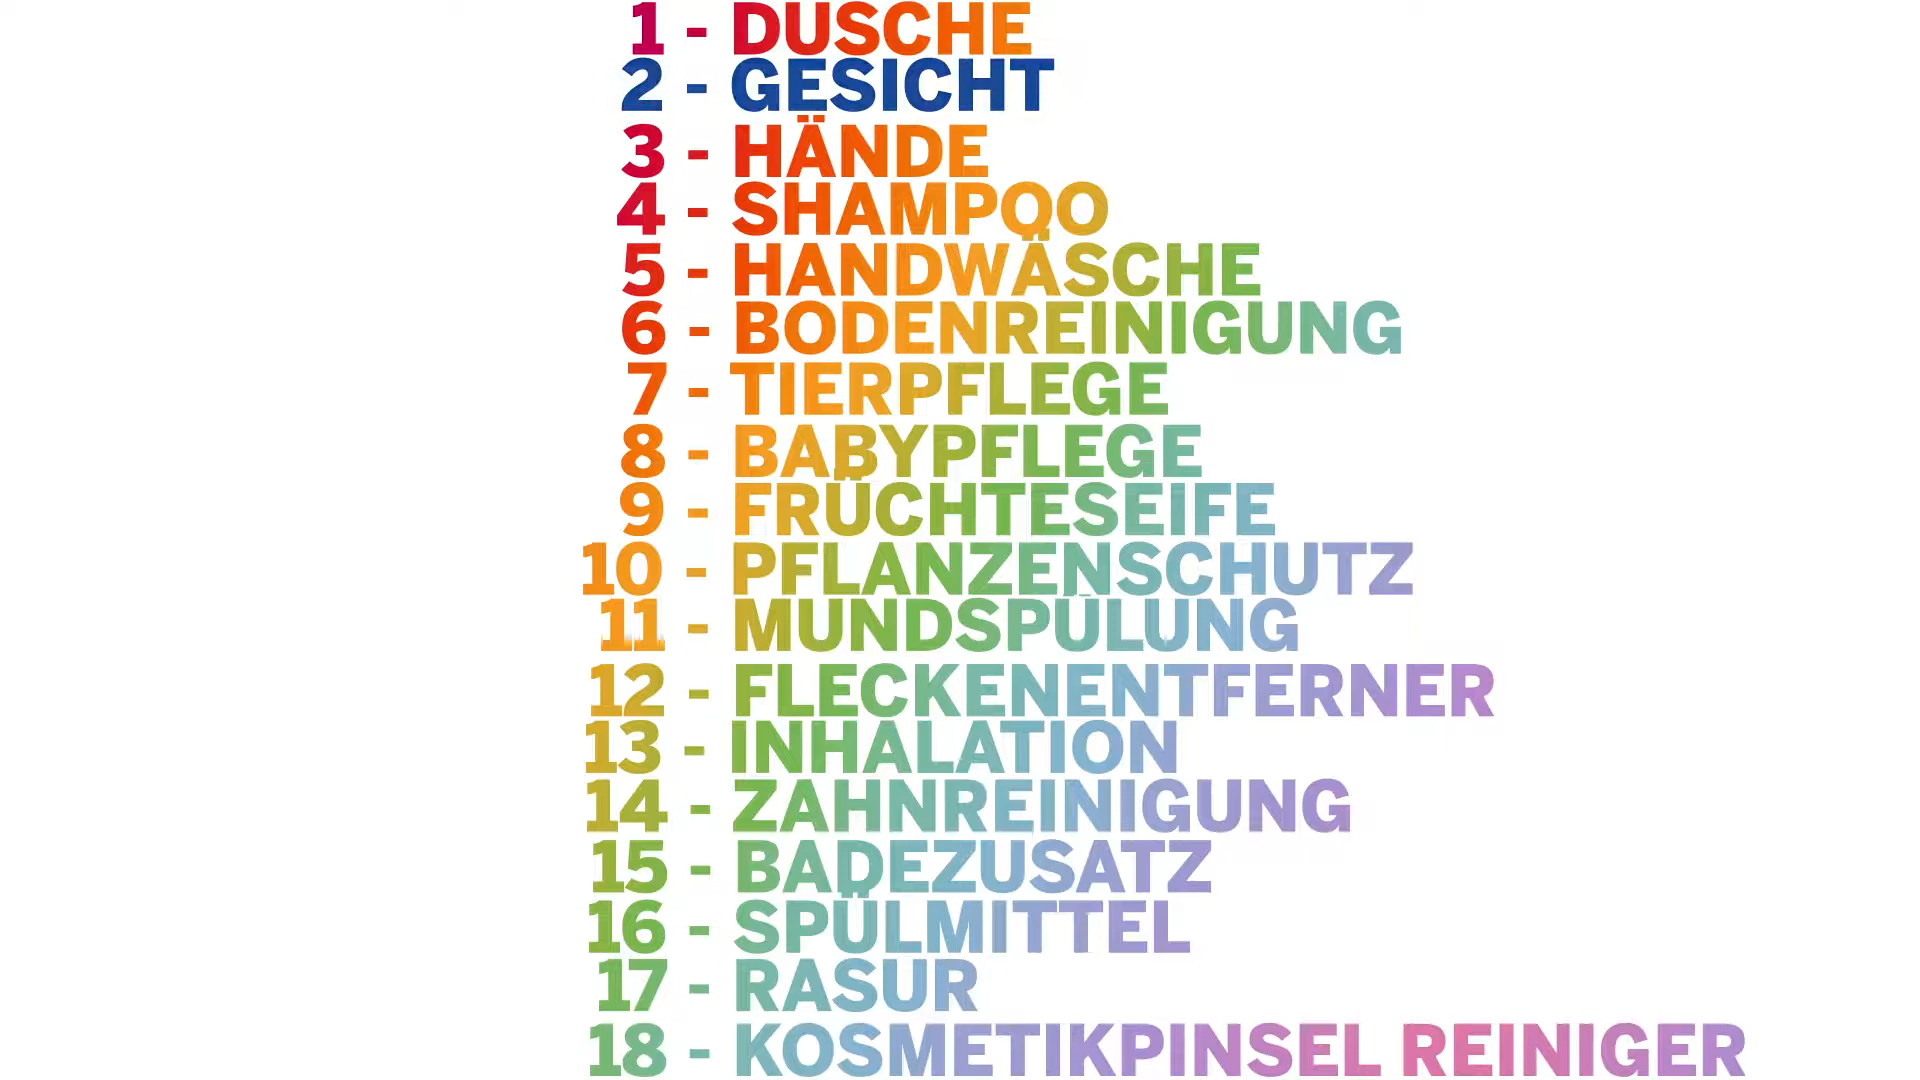 1 - DUSCHE
2 - GESICHT
3 - HÄNDE
4 - SHAMPOO
5 - HANDWÄSCHE
6 - BODENREINIGUNG
7 - TIERPFLEGE
8 - BABYPFLEGE
9 - FRÜCHTESEIFE
10 - PFLANZENSCHUTZ
11 - MUNDSPÜLUNG
12 - FLECKENENTFERNER
13 - INHALATION
14 - ZAHNREINIGUNG
15 - BADEZUSATZ
16 - SPÜLMITTEL
17 - RASUR
18 - KOSMETIKPINSEL REINIGER